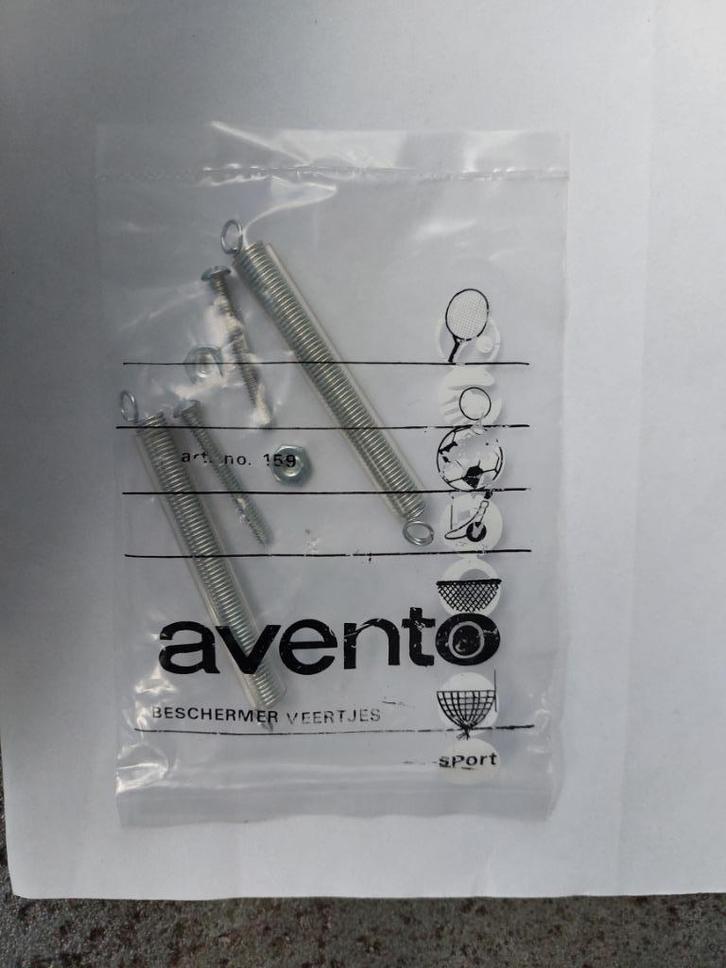 art. no. 159
avento
BESCHERMER VEERTJES
sport